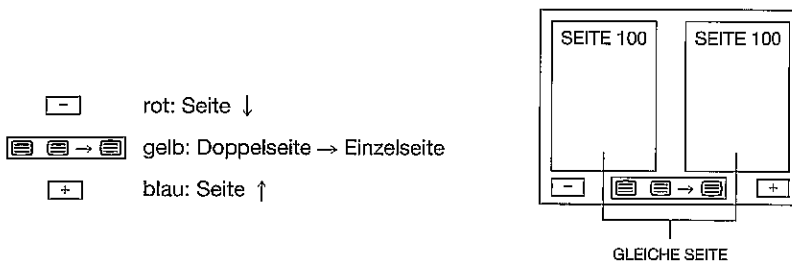 SEITE 100 SEITE 100
- rot: Seite ↓
→ gelb: Doppelseite → Einzelseite
+ blau: Seite ↑
- → +
GLEICHE SEITE